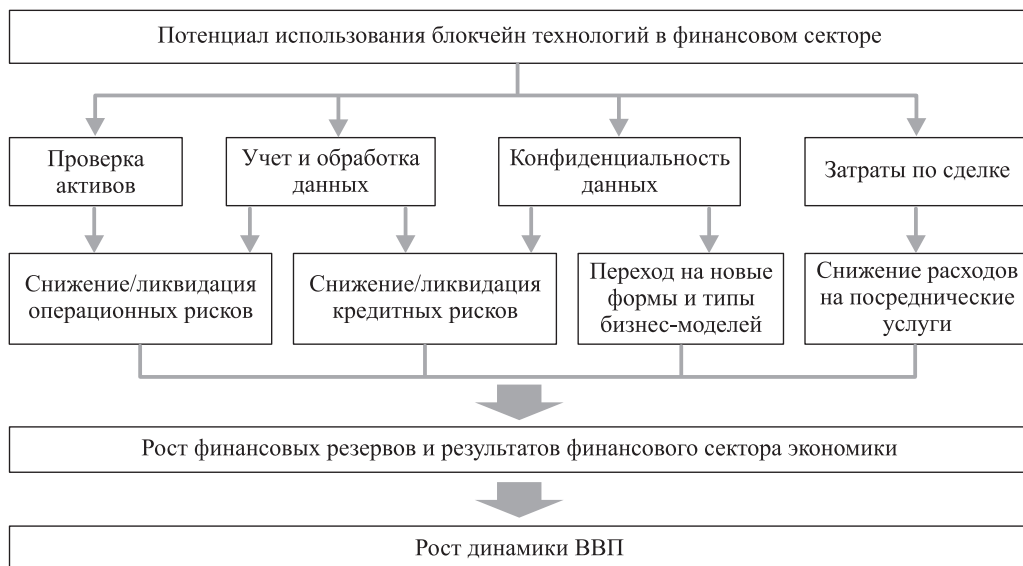 Потенциал использования блокчейн технологий в финансовом секторе
Проверка
активов
Учет и обработка
данных
Конфиденциальность
данных
Затраты по сделке
Снижение/ликвидация
операционных рисков
Снижение/ликвидация
кредитных рисков
Переход на новые
формы и типы
бизнес-моделей
Снижение расходов
на посреднические
услуги
Рост финансовых резервов и результатов финансового сектора экономики
Рост динамики ВВП